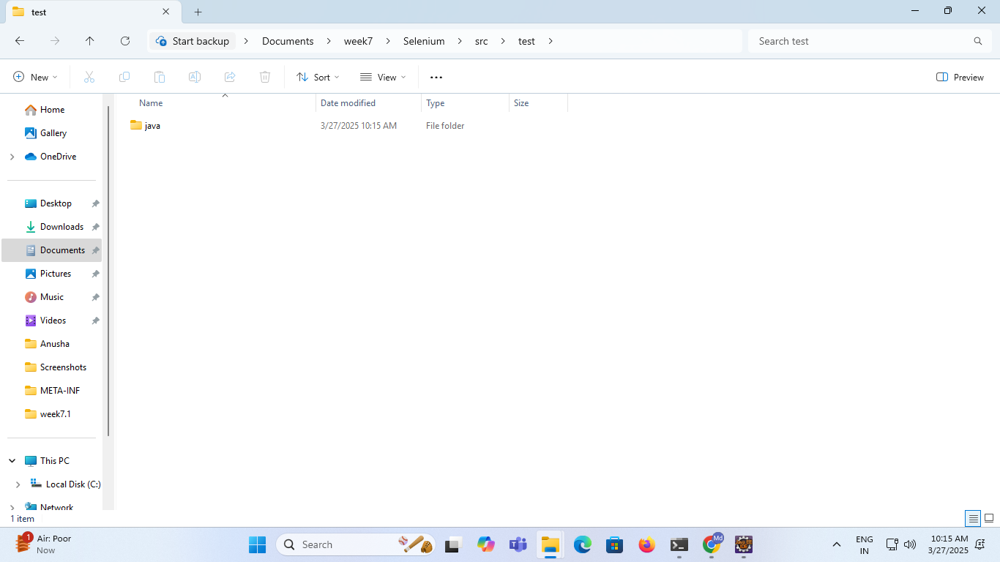 test
Start backup > Documents > week7 > Selenium > src > test >
Search test
New
Sort
View
Preview
Name Date modified Type Size
java 3/27/2025 10:15 AM File folder
Home
Gallery
OneDrive
Desktop
Downloads
Documents
Pictures
Music
Videos
Anusha
Screenshots
META-INF
week7.1
This PC
Local Disk (C:)
Network
1 item
1
Air: Poor
Now
Search
Md
ENG
IN
10:15 AM
3/27/2025